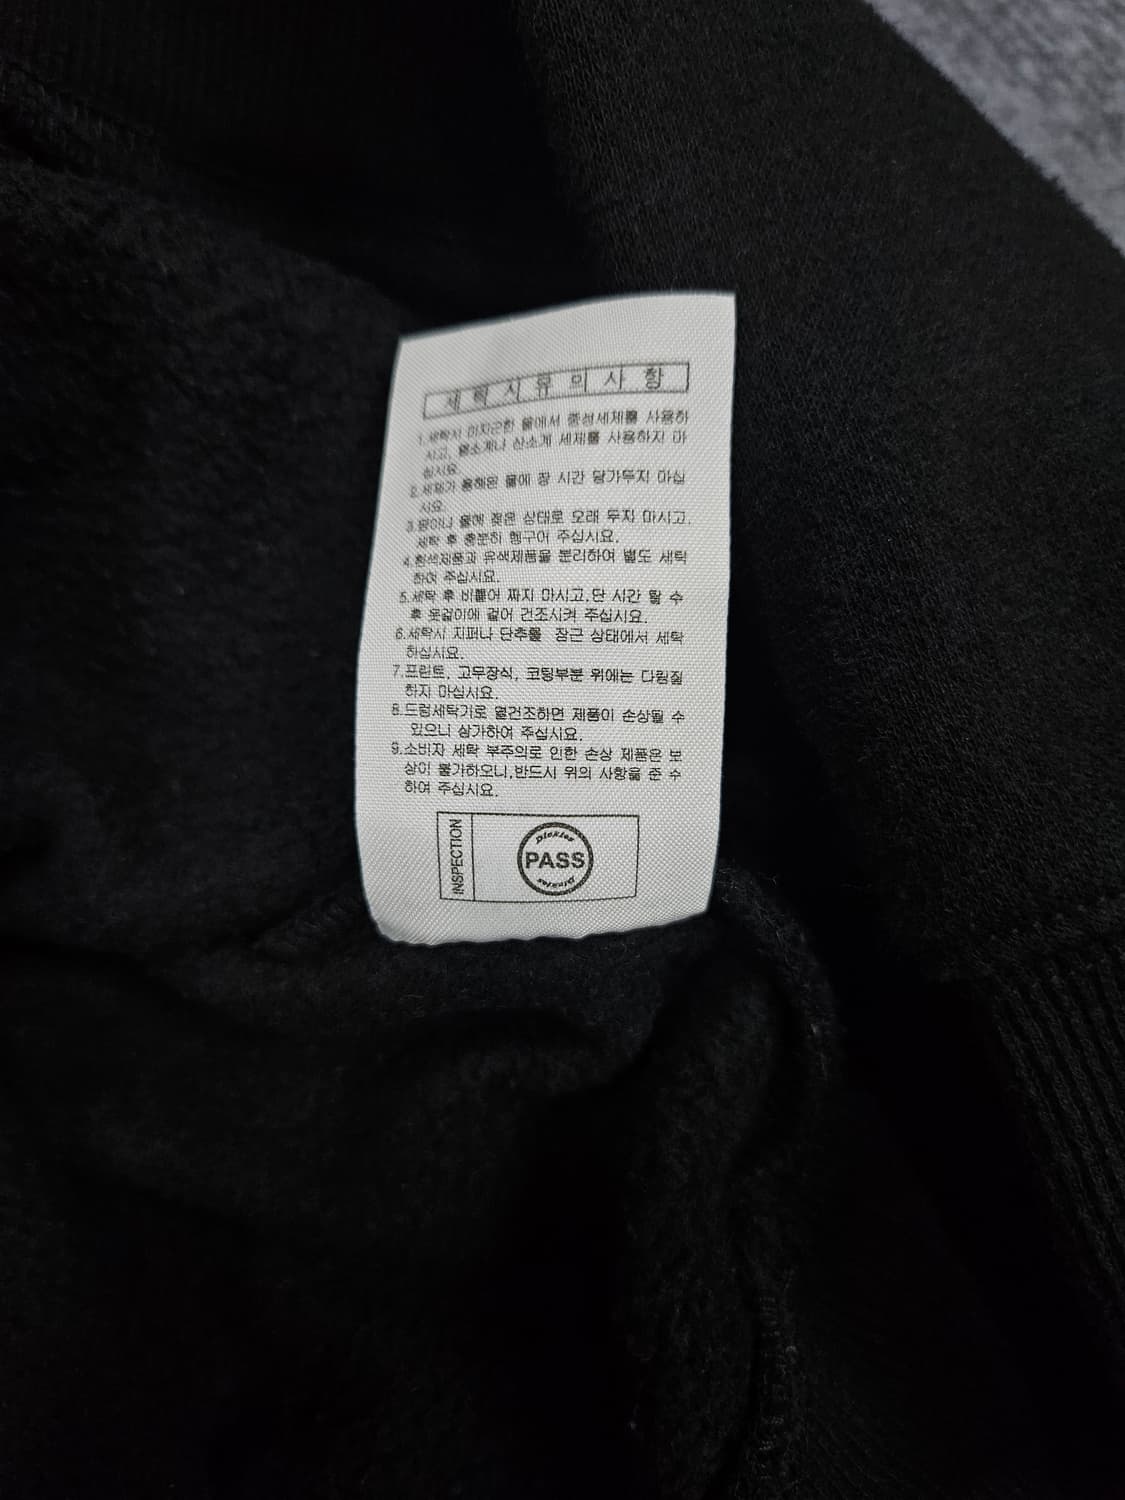 세탁시유의사항
1.세탁시 미지근한 물에서 중성세제를 사용하
시고, 염소계나 산소계 세제를 사용하지 마
십시요.
2.세제가 용해된 물에 장 시간 담가두지 마십
시요.
3.땀이나 물에 젖은 상태로 오래 두지 마시고,
세탁 후 충분히 헹구어 주십시요.
4.흰색제품과 유색제품을 분리하여 별도 세탁
하여 주십시요.
5.세탁 후 비틀어 짜지 마시고,단 시간 탈 수
후 옷걸이에 걸어 건조시켜 주십시요.
6.세탁시 지퍼나 단추를 잠근 상태에서 세탁
하십시요.
7.프린트, 고무장식, 코팅부분 위에는 다림질
하지 마십시요.
8.드럼세탁기로 열건조하면 제품이 손상될 수
있으니 삼가하여 주십시요.
9.소비자 세탁 부주의로 인한 손상 제품은 보
상이 불가하오니,반드시 위의 사항을 준 수
하여 주십시요.
INSPECTION
Dickies
PASS
Dickies